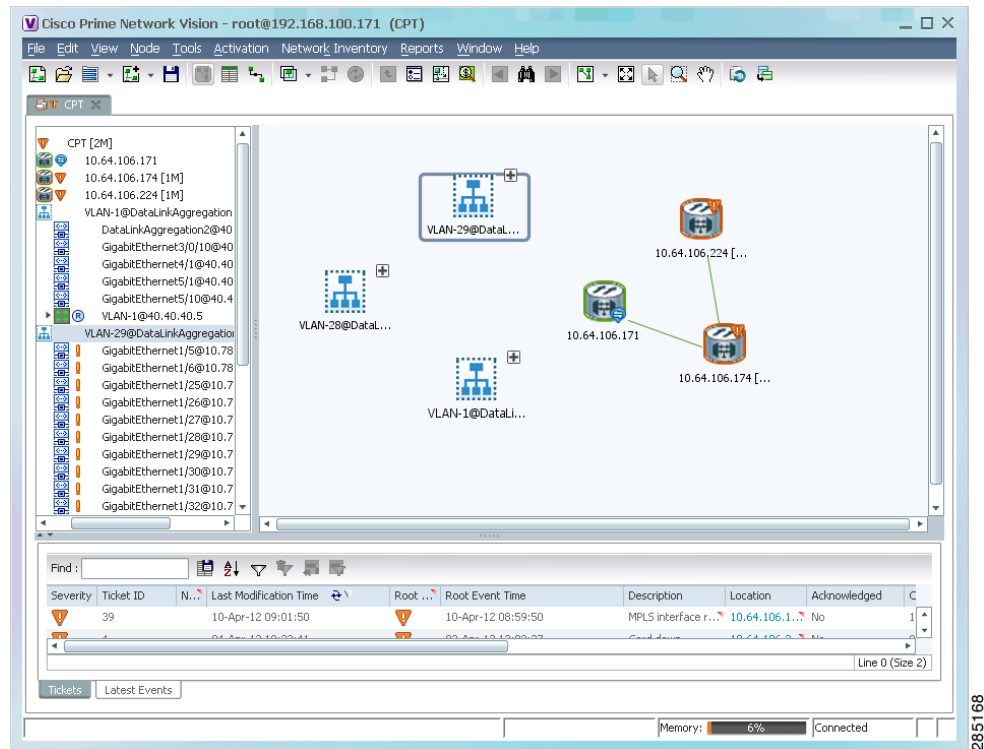 Cisco Prime Network Vision - root@192.168.100.171 (CPT)
File Edit View Node Tools Activation Network Inventory Reports Window Help
CPT
CPT [2M]
10.64.106.171
10.64.106.174 [1M]
10.64.106.224 [1M]
VLAN-1@DataLinkAggregation
DataLinkAggregation2@40
GigabitEthernet3/0/10@40
GigabitEthernet4/1@40.40
GigabitEthernet5/1@40.40
GigabitEthernet5/10@40.4
R VLAN-1@40.40.40.5
VLAN-29@DataLinkAggregatio
GigabitEthernet1/5@10.78
GigabitEthernet1/6@10.78
GigabitEthernet1/25@10.7
GigabitEthernet1/26@10.7
GigabitEthernet1/27@10.7
GigabitEthernet1/28@10.7
GigabitEthernet1/29@10.7
GigabitEthernet1/30@10.7
GigabitEthernet1/31@10.7
GigabitEthernet1/32@10.7
VLAN-29@DataL...
10.64.106.224 [...
VLAN-28@DataL...
10.64.106.171
10.64.106.174 [...
VLAN-1@DataLi...
Find :
Severity Ticket ID N... Last Modification Time Root ... Root Event Time Description Location Acknowledged C
39 10-Apr-12 09:01:50 10-Apr-12 08:59:50 MPLS interface r... 10.64.106.1... No 1
Line 0 (Size 2)
Tickets Latest Events
Memory: 6% Connected
285168